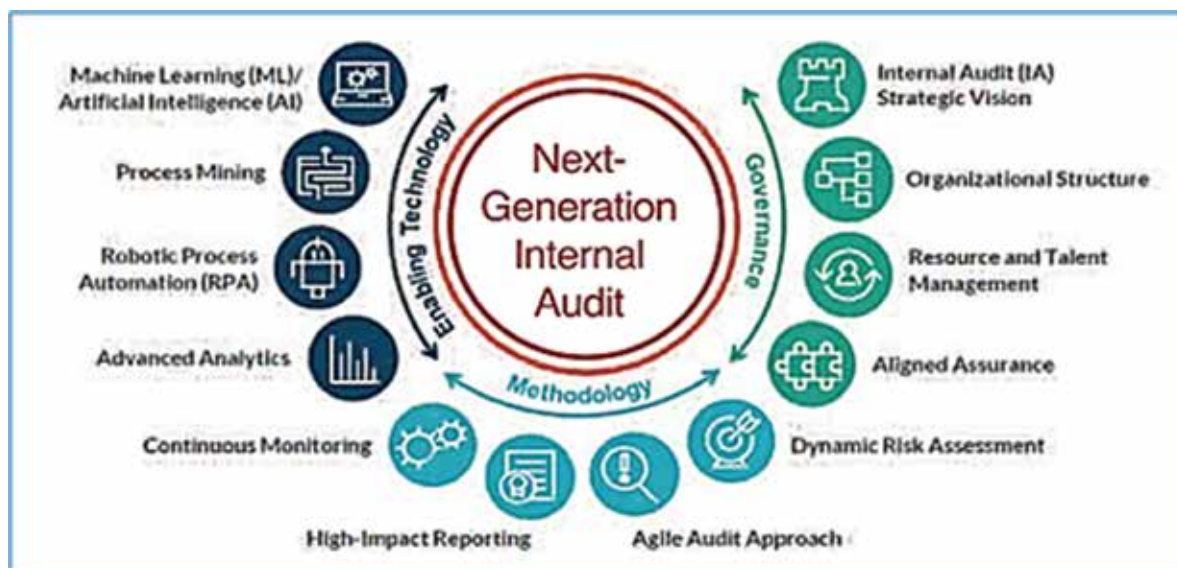 Machine Learning (ML)/
Artificial Intelligence (AI)
Process Mining
Robotic Process
Automation (RPA)
Advanced Analytics
Continuous Monitoring
High-Impact Reporting
Enabling Technology
Next-
Generation
Internal
Audit
Methodology
Governance
Internal Audit (IA)
Strategic Vision
Organizational Structure
Resource and Talent
Management
Aligned Assurance
Dynamic Risk Assessment
Agile Audit Approach